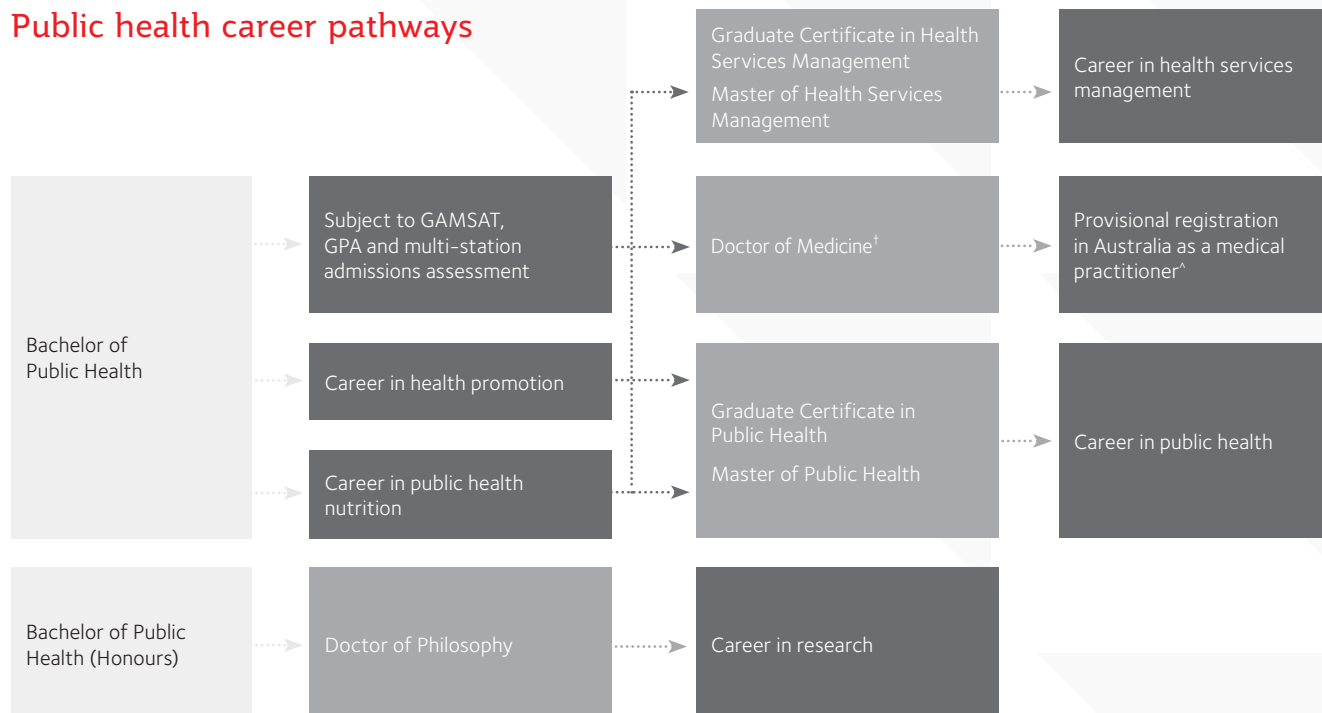 Public health career pathways
Graduate Certificate in Health
Services Management
Master of Health Services
Management
Career in health services
management
Bachelor of
Public Health
Subject to GAMSAT,
GPA and multi-station
admissions assessment
Doctor of Medicine†
Provisional registration
in Australia as a medical
practitioner^
Career in health promotion
Career in public health
nutrition
Graduate Certificate in
Public Health
Master of Public Health
Career in public health
Bachelor of Public
Health (Honours)
Doctor of Philosophy
Career in research